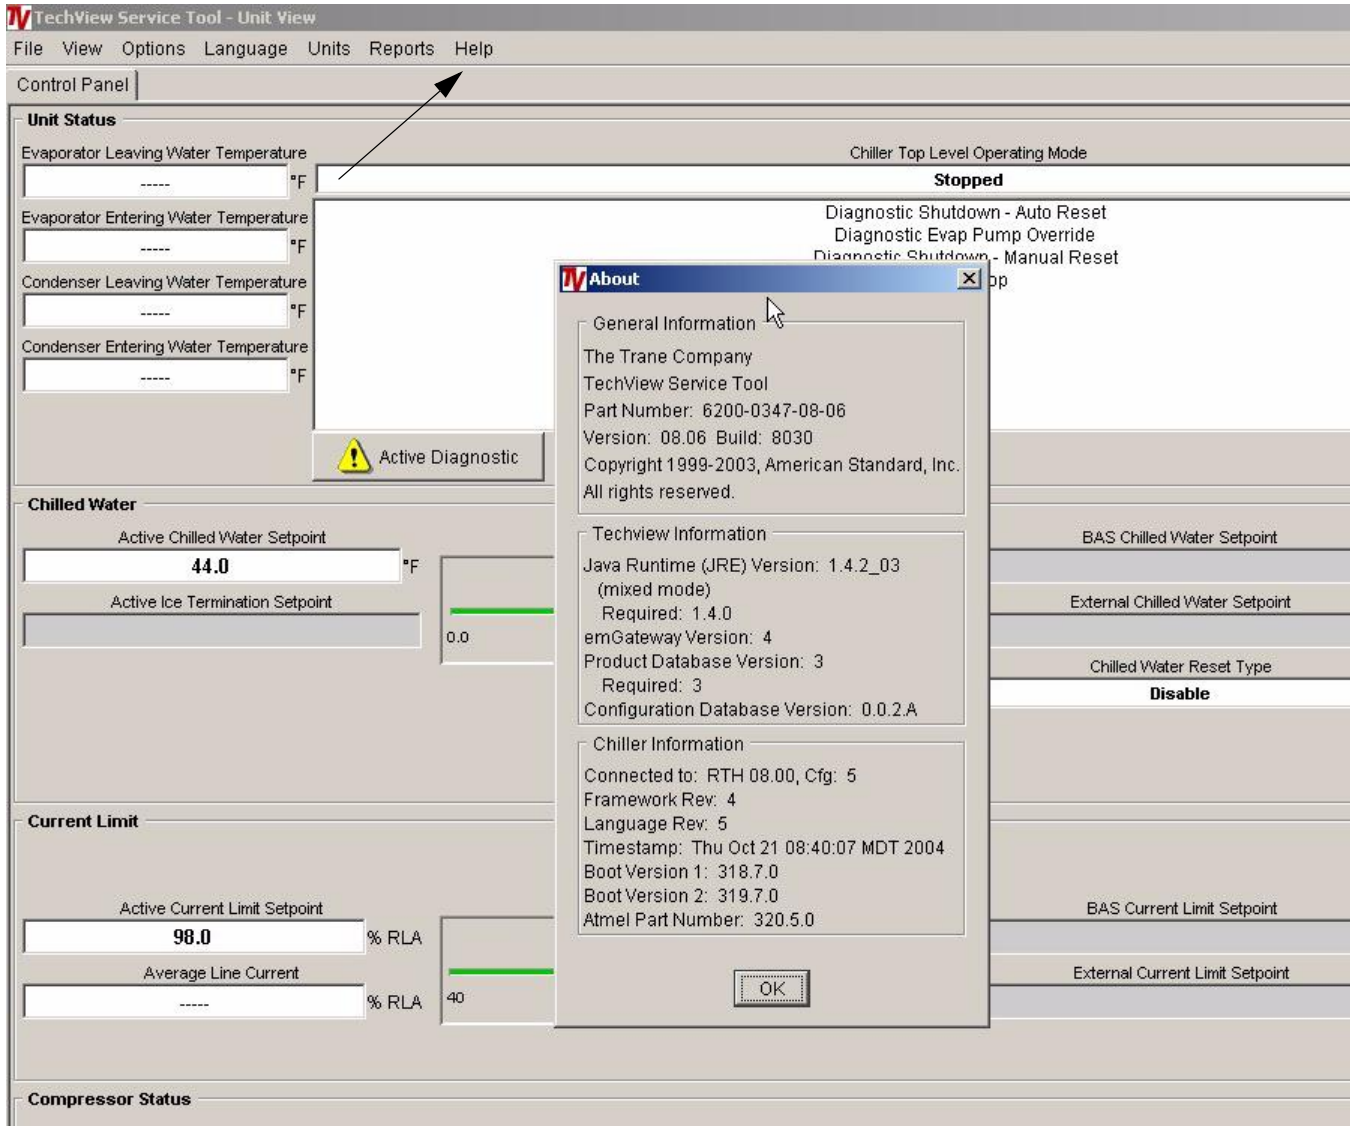 TechView Service Tool - Unit View
File View Options Language Units Reports Help
Control Panel
Unit Status
Evaporator Leaving Water Temperature
----- °F
Evaporator Entering Water Temperature
----- °F
Condenser Leaving Water Temperature
----- °F
Condenser Entering Water Temperature
----- °F
Chiller Top Level Operating Mode
Stopped
Diagnostic Shutdown - Auto Reset
Diagnostic Evap Pump Override
Diagnostic Shutdown - Manual Reset
op
Active Diagnostic
Chilled Water
Active Chilled Water Setpoint
44.0 °F
Active Ice Termination Setpoint
0.0
BAS Chilled Water Setpoint
External Chilled Water Setpoint
Chilled Water Reset Type
Disable
Current Limit
Active Current Limit Setpoint
98.0 % RLA
Average Line Current
----- % RLA
40
BAS Current Limit Setpoint
External Current Limit Setpoint
Compressor Status
TV About
General Information
The Trane Company
TechView Service Tool
Part Number: 6200-0347-08-06
Version: 08.06 Build: 8030
Copyright 1999-2003, American Standard, Inc.
All rights reserved.
Techview Information
Java Runtime (JRE) Version: 1.4.2_03
(mixed mode)
Required: 1.4.0
emGateway Version: 4
Product Database Version: 3
Required: 3
Configuration Database Version: 0.0.2.A
Chiller Information
Connected to: RTH 08.00, Cfg: 5
Framework Rev: 4
Language Rev: 5
Timestamp: Thu Oct 21 08:40:07 MDT 2004
Boot Version 1: 318.7.0
Boot Version 2: 319.7.0
Atmel Part Number: 320.5.0
OK